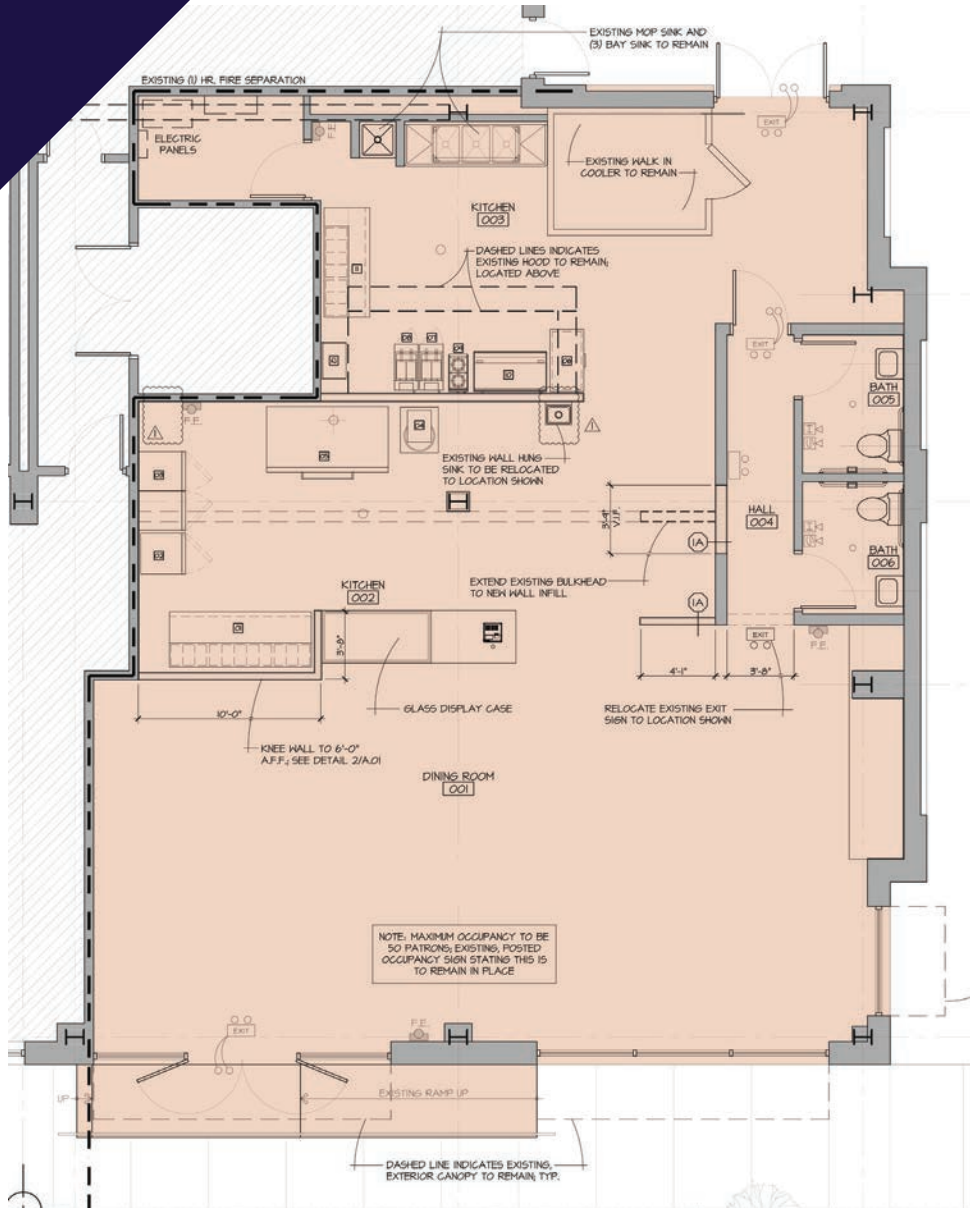 EXISTING MOP SINK AND
(3) BAY SINK TO REMAIN
EXISTING (1) HR. FIRE SEPARATION
ELECTRIC
PANELS
F.E.
EXIT
EXISTING WALK IN
COOLER TO REMAIN
KITCHEN
003
DASHED LINES INDICATES
EXISTING HOOD TO REMAIN;
LOCATED ABOVE
EXIT
BATH
005
F.E.
EXISTING WALL HUNG
SINK TO BE RELOCATED
TO LOCATION SHOWN
3'-4"
V.I.F.
1A
HALL
004
BATH
006
EXTEND EXISTING BULKHEAD
TO NEW WALL INFILL
KITCHEN
002
1A
EXIT
F.E.
3'-8"
4'-1"
3'-8"
10'-0"
GLASS DISPLAY CASE
RELOCATE EXISTING EXIT
SIGN TO LOCATION SHOWN
KNEE WALL TO 6'-0"
A.F.F.; SEE DETAIL 2/A.01
DINING ROOM
001
NOTE: MAXIMUM OCCUPANCY TO BE
50 PATRONS; EXISTING, POSTED
OCCUPANCY SIGN STATING THIS IS
TO REMAIN IN PLACE
EXIT
F.E.
UP
EXISTING RAMP UP
DASHED LINE INDICATES EXISTING,
EXTERIOR CANOPY TO REMAIN; TYP.